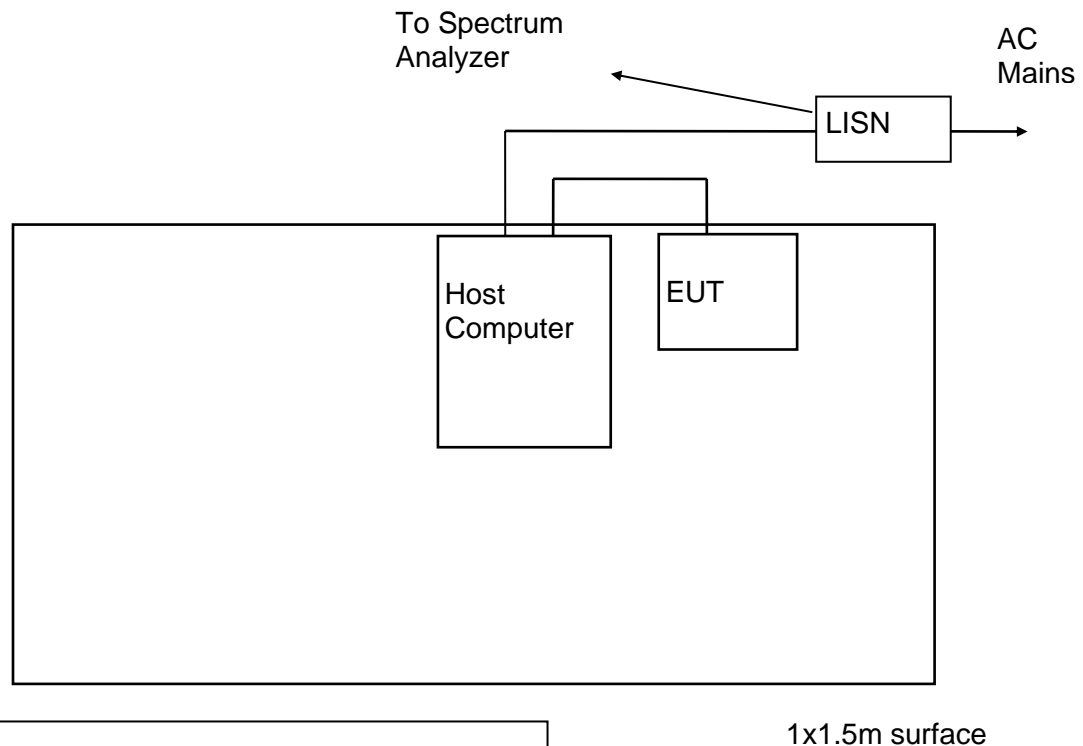 To Spectrum
Analyzer
AC
Mains
LISN
Host
Computer
EUT
1x1.5m surface